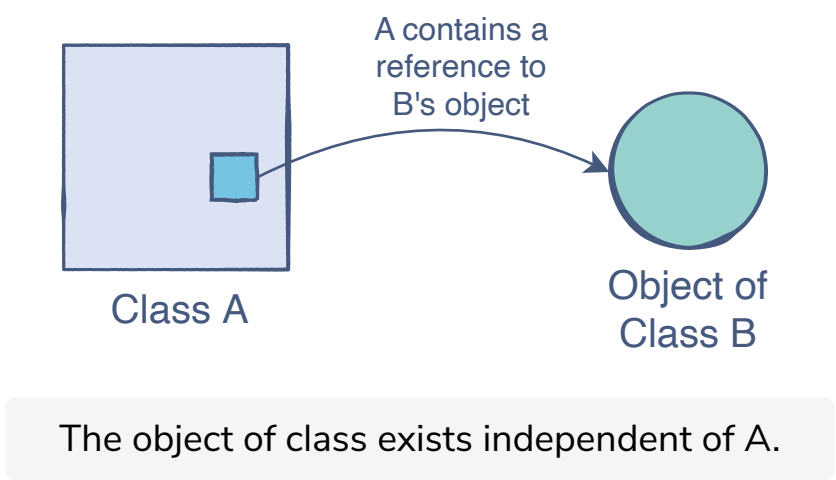 A contains a
reference to
B's object
Class A
Object of
Class B
The object of class exists independent of A.